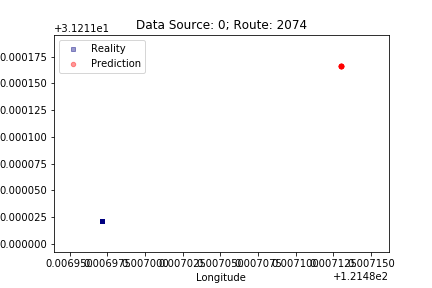 Data Source: 0; Route: 2074
+3.1211e1
Reality
Prediction
0.000175
0.000150
0.000125
0.000100
0.000075
0.000050
0.000025
0.000000
0.006950 0.006975 0.007000 0.007025 0.007050 0.007075 0.007100 0.007125 0.007150
Longitude
+1.2148e2